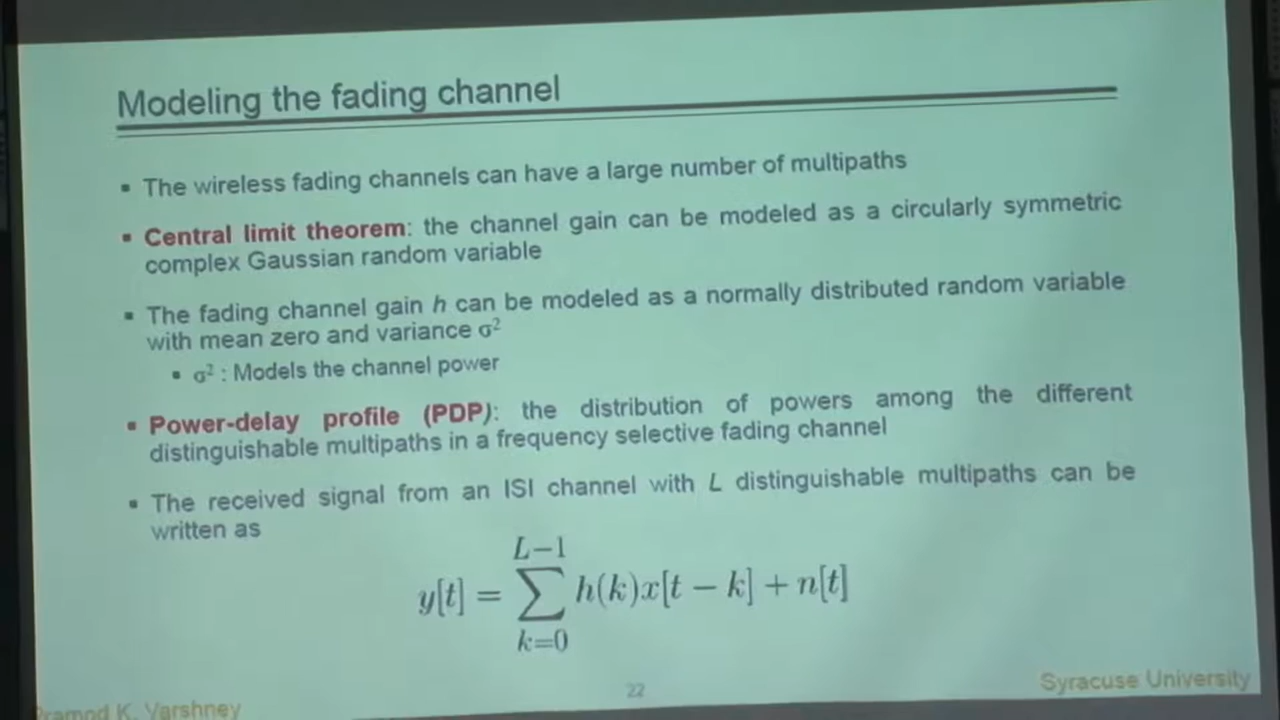 Modeling the fading channel
▪ The wireless fading channels can have a large number of multipaths
▪ Central limit theorem: the channel gain can be modeled as a circularly symmetric
complex Gaussian random variable
▪ The fading channel gain h can be modeled as a normally distributed random variable
with mean zero and variance σ²
▪ σ² : Models the channel power
▪ Power-delay profile (PDP): the distribution of powers among the different
distinguishable multipaths in a frequency selective fading channel
▪ The received signal from an ISI channel with L distinguishable multipaths can be
written as
L−1
y[t] = ∑ h(k)x[t − k] + n[t]
k=0
22
Syracuse University
Pramod K. Varshney